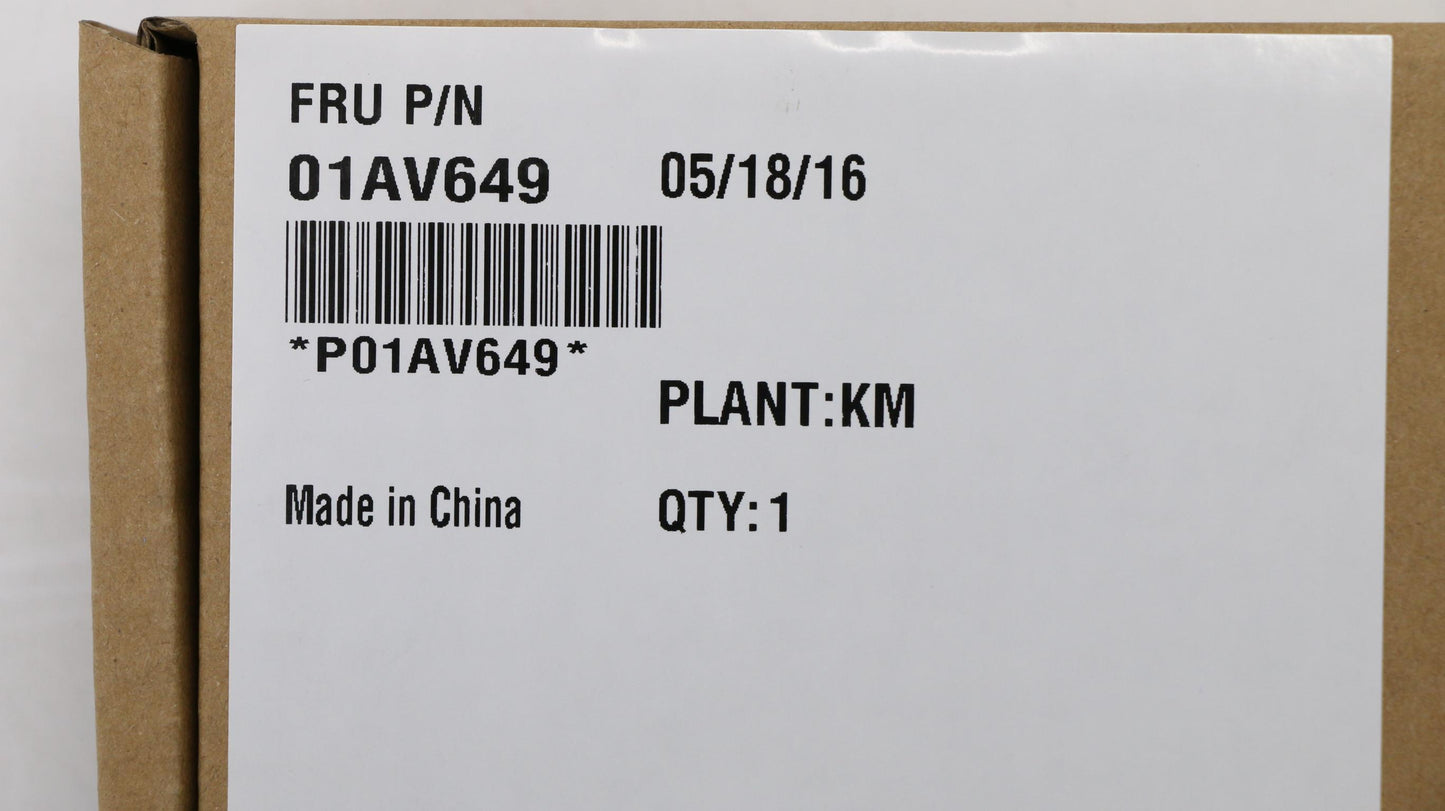 FRU P/N
01AV649 05/18/16
*P01AV649*
PLANT:KM
Made in China QTY: 1